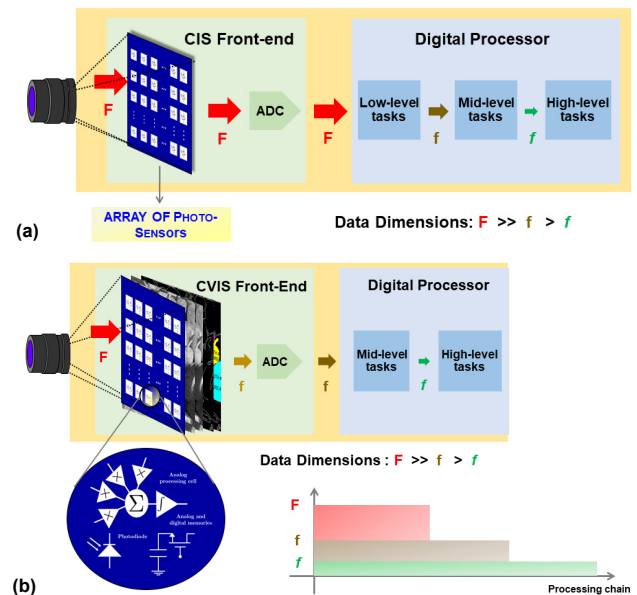 CIS Front-end
Digital Processor
F
F
ADC
F
Low-level tasks
f
Mid-level tasks
f
High-level tasks
ARRAY OF PHOTO-
SENSORS
Data Dimensions: F >> f > f
(a)
CVIS Front-End
Digital Processor
F
f
ADC
f
Mid-level tasks
f
High-level tasks
Data Dimensions : F >> f > f
Analog processing cell
Σ
∫
Analog and digital memories
Photodiode
F
f
f
Processing chain
(b)